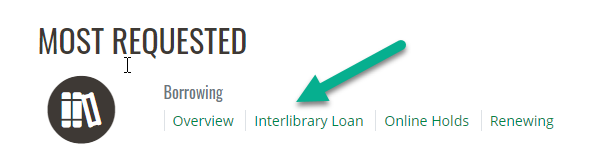 MOST REQUESTED
Borrowing
Overview Interlibrary Loan Online Holds Renewing